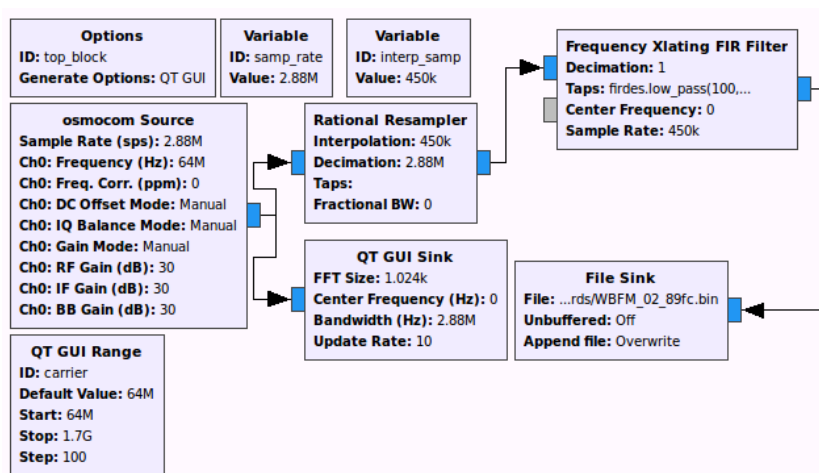 Options
ID: top_block
Generate Options: QT GUI
Variable
ID: samp_rate
Value: 2.88M
Variable
ID: interp_samp
Value: 450k
Frequency Xlating FIR Filter
Decimation: 1
Taps: firdes.low_pass(100,...
Center Frequency: 0
Sample Rate: 450k
osmocom Source
Sample Rate (sps): 2.88M
Ch0: Frequency (Hz): 64M
Ch0: Freq. Corr. (ppm): 0
Ch0: DC Offset Mode: Manual
Ch0: IQ Balance Mode: Manual
Ch0: Gain Mode: Manual
Ch0: RF Gain (dB): 30
Ch0: IF Gain (dB): 30
Ch0: BB Gain (dB): 30
Rational Resampler
Interpolation: 450k
Decimation: 2.88M
Taps:
Fractional BW: 0
QT GUI Sink
FFT Size: 1.024k
Center Frequency (Hz): 0
Bandwidth (Hz): 2.88M
Update Rate: 10
File Sink
File: ...rds/WBFM_02_89fc.bin
Unbuffered: Off
Append file: Overwrite
QT GUI Range
ID: carrier
Default Value: 64M
Start: 64M
Stop: 1.7G
Step: 100